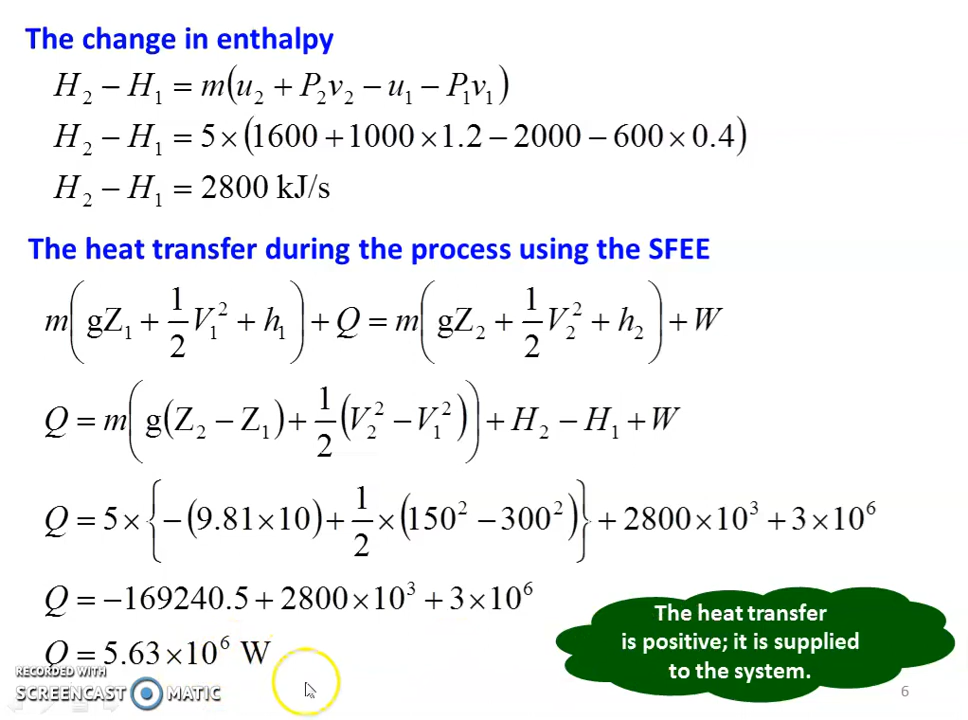 The change in enthalpy
H₂ − H₁ = m(u₂ + P₂v₂ − u₁ − P₁v₁)
H₂ − H₁ = 5 × (1600 + 1000 × 1.2 − 2000 − 600 × 0.4)
H₂ − H₁ = 2800 kJ/s
The heat transfer during the process using the SFEE
m(gZ₁ + 1/2 V₁² + h₁) + Q = m(gZ₂ + 1/2 V₂² + h₂) + W
Q = m(g(Z₂ − Z₁) + 1/2 (V₂² − V₁²)) + H₂ − H₁ + W
Q = 5 × {−(9.81 × 10) + 1/2 × (150² − 300²)} + 2800 × 10³ + 3 × 10⁶
Q = −169240.5 + 2800 × 10³ + 3 × 10⁶
Q = 5.63 × 10⁶ W
The heat transfer
is positive; it is supplied
to the system.
RECORDED WITH
SCREENCAST MATIC
6